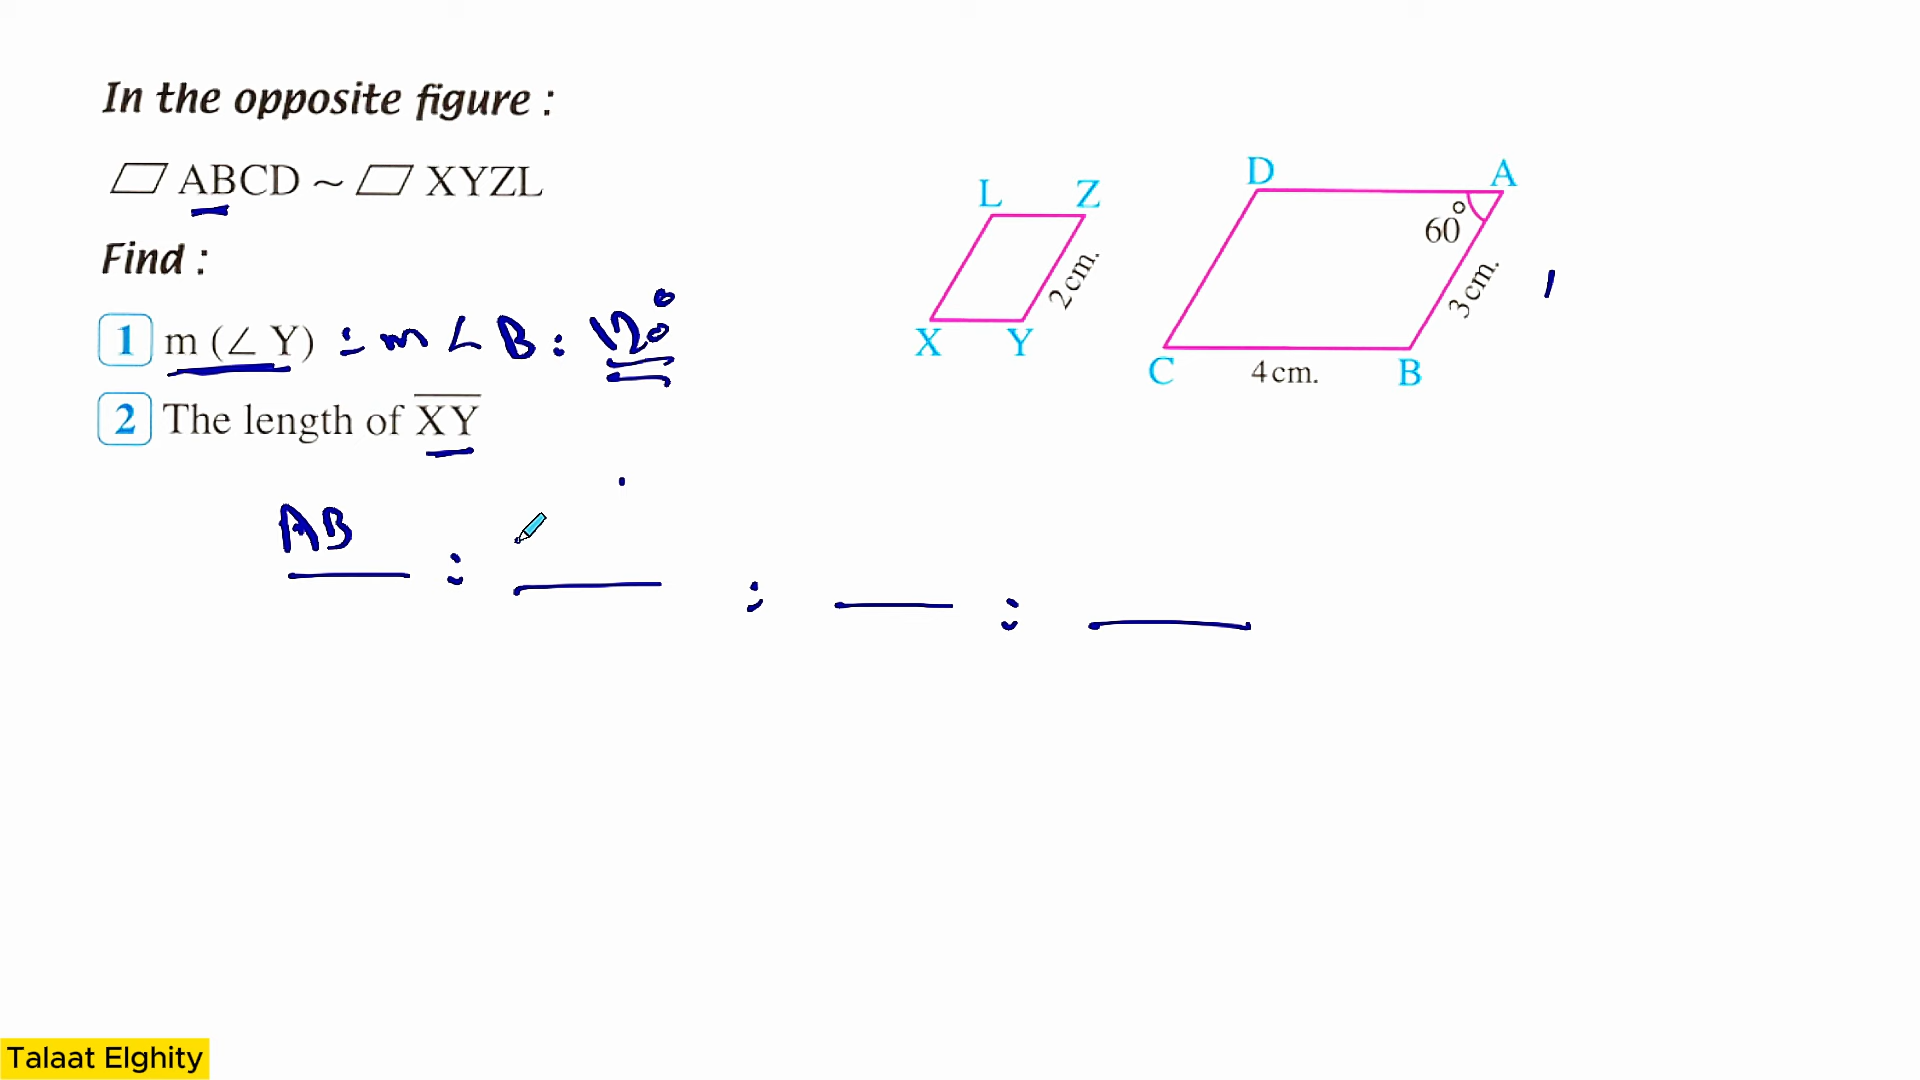 In the opposite figure :
▱ ABCD ~ ▱ XYZL
Find :
1 m (∠ Y) = m ∠ B = 120°
2 The length of XY
AB
=
=
=
L Z
2 cm.
X Y
D A
60°
3 cm.
C 4 cm. B
Talaat Elghity